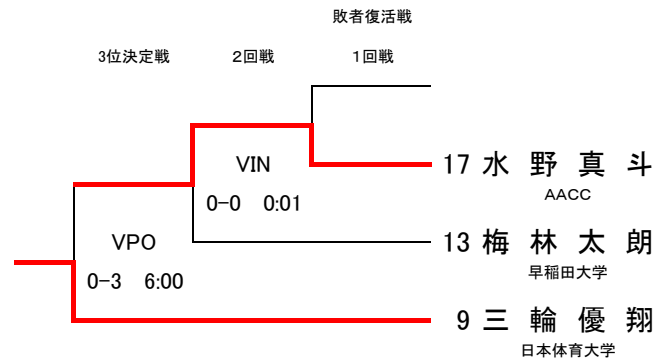 敗者復活戦
3位決定戦 2回戦 1回戦
17 水野真斗
AACC
VIN
0-0 0:01
13 梅林太朗
早稲田大学
VPO
0-3 6:00
9 三輪優翔
日本体育大学